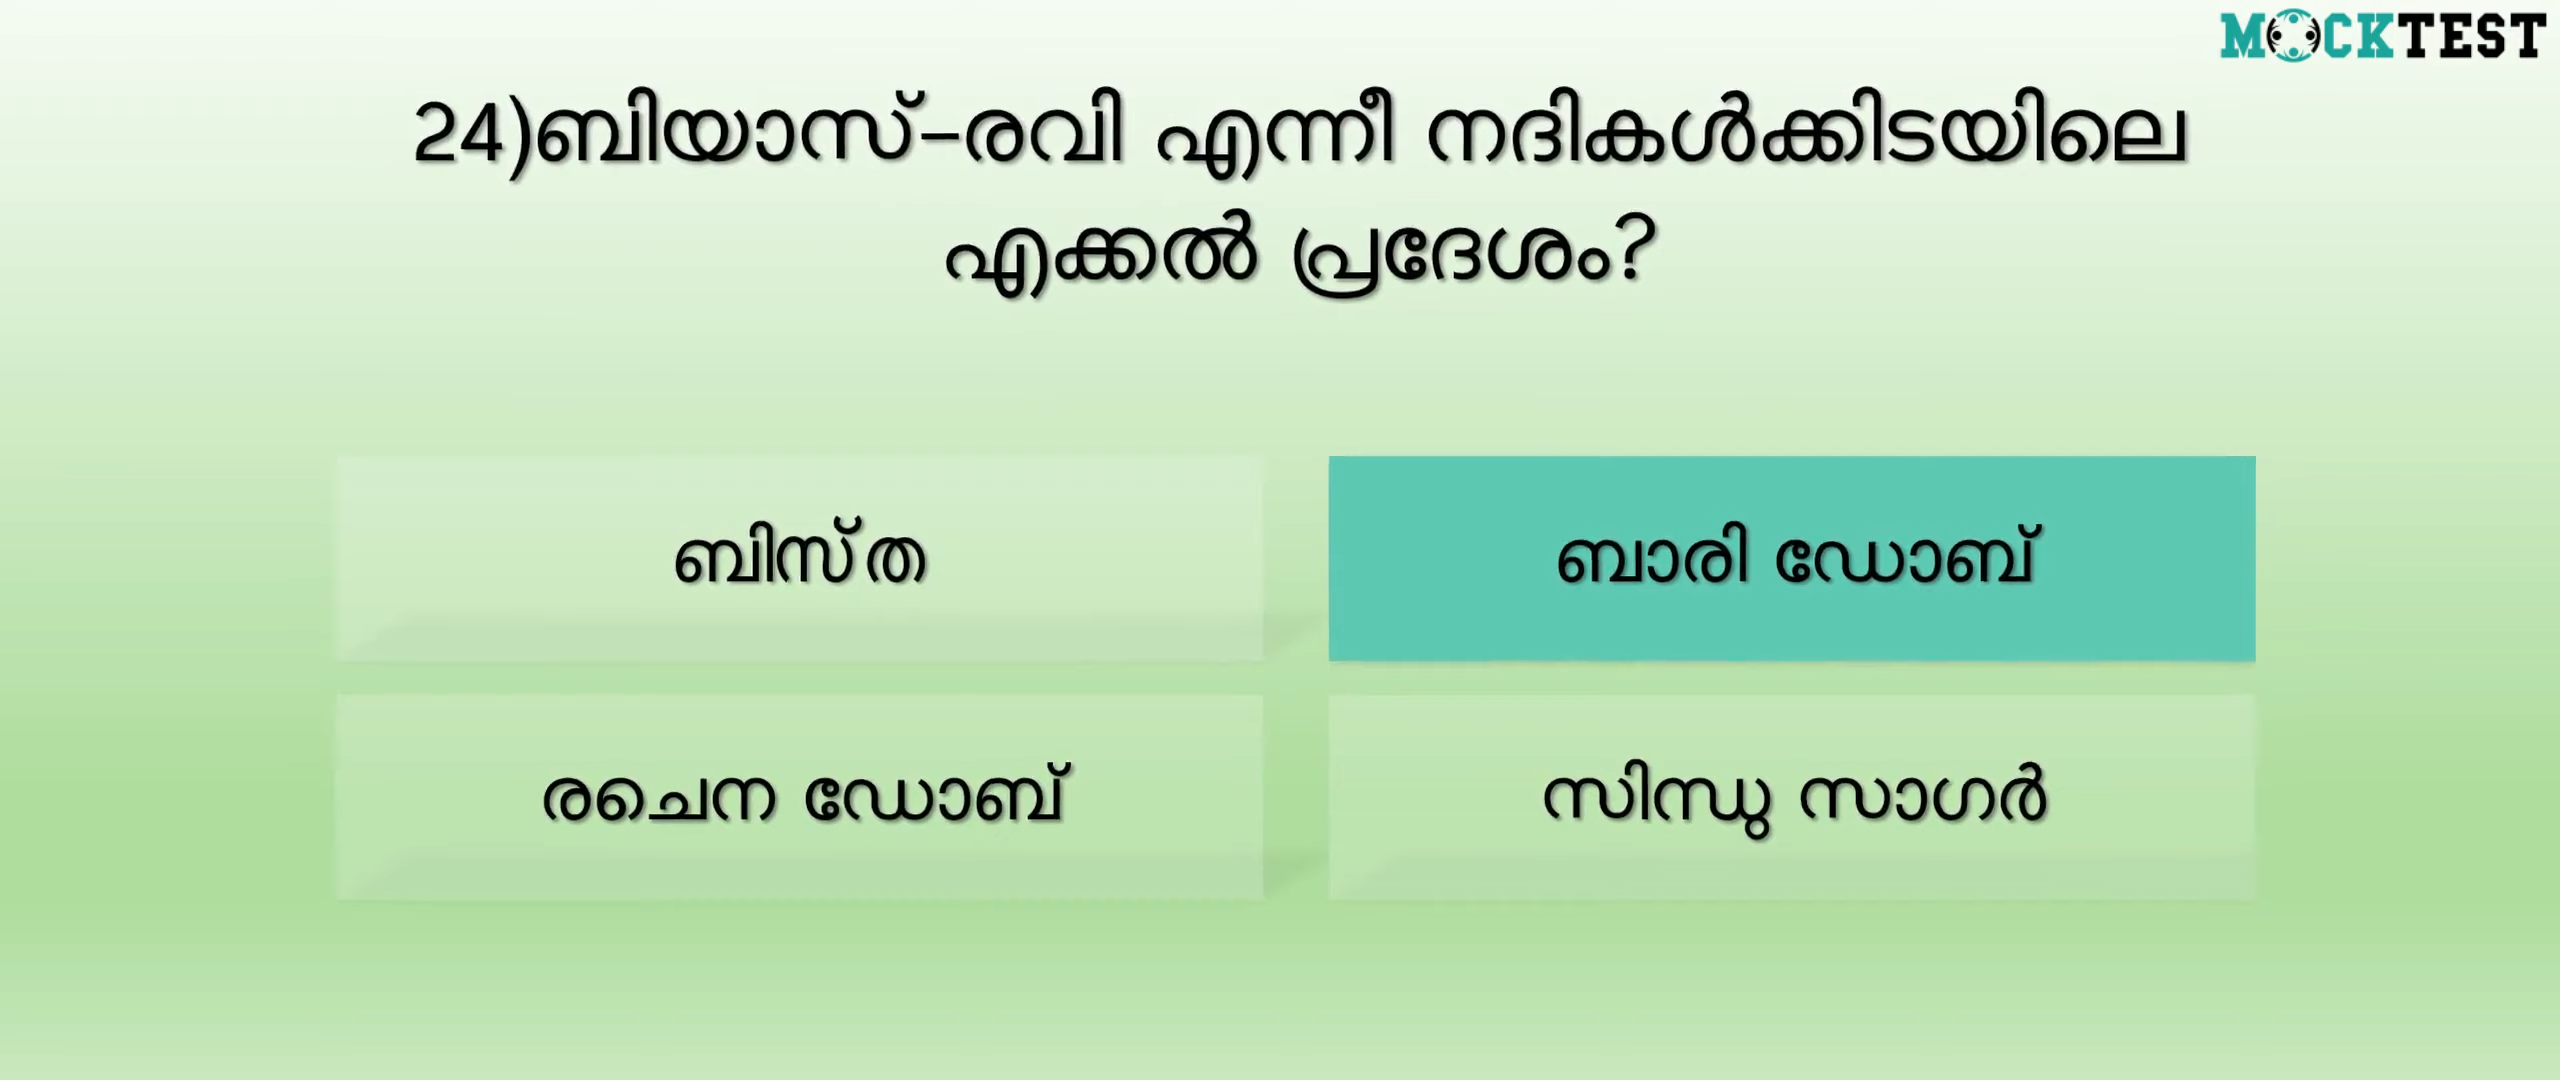 MOCKTEST
24)ബിയാസ്-രവി എന്നീ നദികൾക്കിടയിലെ
എക്കൽ പ്രദേശം?
ബിസ്ത
ബാരി ഡോബ്
രചെന ഡോബ്
സിന്ധു സാഗർ